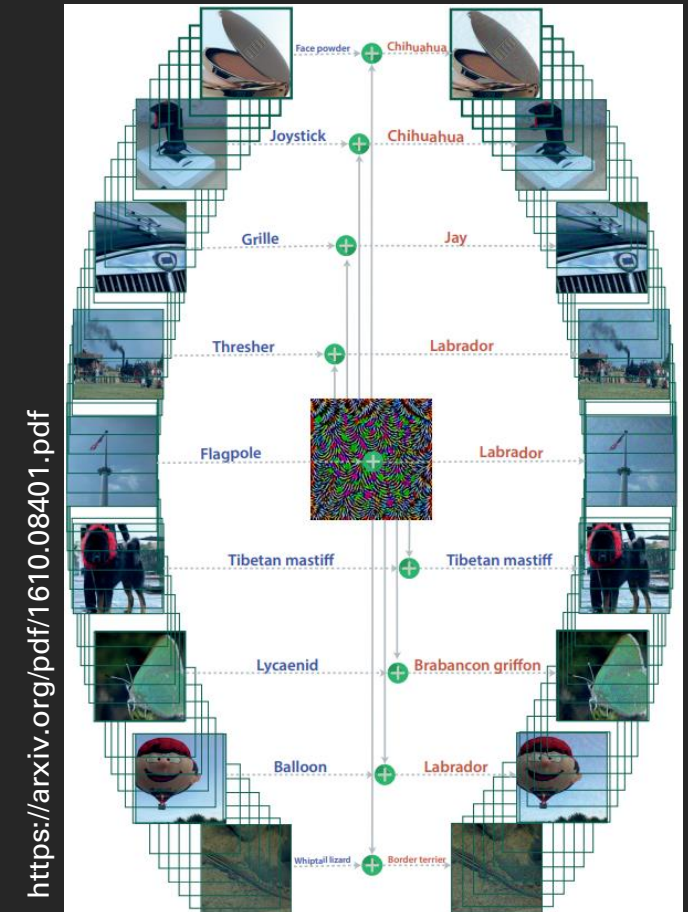 https://arxiv.org/pdf/1610.08401.pdf
Face powder Chihuahua
Joystick Chihuahua
Grille Jay
Thresher Labrador
Flagpole Labrador
Tibetan mastiff Tibetan mastiff
Lycaenid Brabancon griffon
Balloon Labrador
Whiptail lizard Border terrier